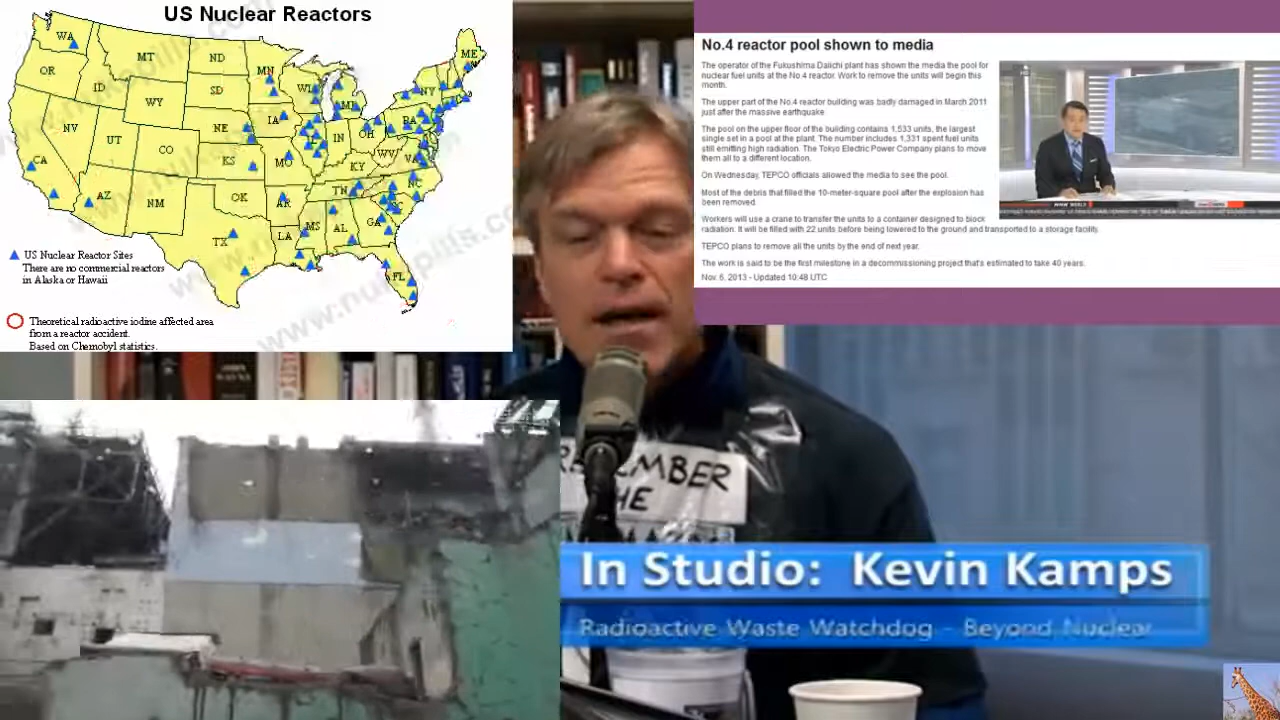 US Nuclear Reactors
WA
MT
ND
MN
ME
OR
ID
SD
WI
MI
NY
WY
IA
PA
NV
NE
IN
OH
CA
CO
KS
MO
KY
WV
VA
AZ
NM
OK
AR
TN
NC
TX
LA
MS
AL
FL
US Nuclear Reactor Sites
There are no commercial reactors
in Alaska or Hawaii
Theoretical radioactive iodine affected area
from a reactor accident.
Based on Chernobyl statistics.
No.4 reactor pool shown to media
The operator of the Fukushima Daiichi plant has shown the media the pool for
nuclear fuel units at the No.4 reactor. Work to remove the units will begin this
month.
The upper part of the No.4 reactor building was badly damaged in March 2011
just after the massive earthquake.
The pool on the upper floor of the building contains 1,533 units, the largest
single set in a pool at the plant. The number includes 1,331 spent fuel units
still emitting high radiation. The Tokyo Electric Power Company plans to move
them all to a different location.
On Wednesday, TEPCO officials allowed the media to see the pool.
Most of the debris that filled the 10-meter-square pool after the explosion has
been removed.
Workers will use a crane to transfer the units to a container designed to block
radiation. It will be filled with 22 units before being lowered to the ground and transported to a storage facility.
TEPCO plans to remove all the units by the end of next year.
The work is said to be the first milestone in a decommissioning project that's estimated to take 40 years.
Nov. 6, 2013 - Updated 10:48 UTC
In Studio: Kevin Kamps
Radioactive Waste Watchdog - Beyond Nuclear